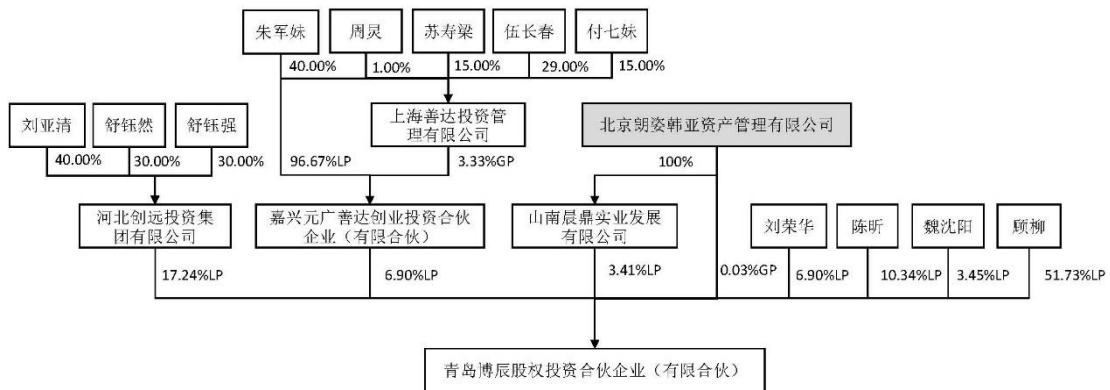 朱军妹
周炅
苏寿梁
伍长春
付七妹
40.00%
1.00%
15.00%
29.00%
15.00%
刘亚清
舒钰然
舒钰强
上海善达投资管
理有限公司
北京朗姿韩亚资产管理有限公司
40.00%
30.00%
30.00%
96.67%LP
3.33%GP
100%
河北创远投资集
团有限公司
嘉兴元广善达创业投资合伙
企业（有限合伙）
山南晨鼎实业发展
有限公司
刘荣华
陈昕
魏沈阳
顾柳
17.24%LP
6.90%LP
3.41%LP
0.03%GP
6.90%LP
10.34%LP
3.45%LP
51.73%LP
青岛博辰股权投资合伙企业（有限合伙）